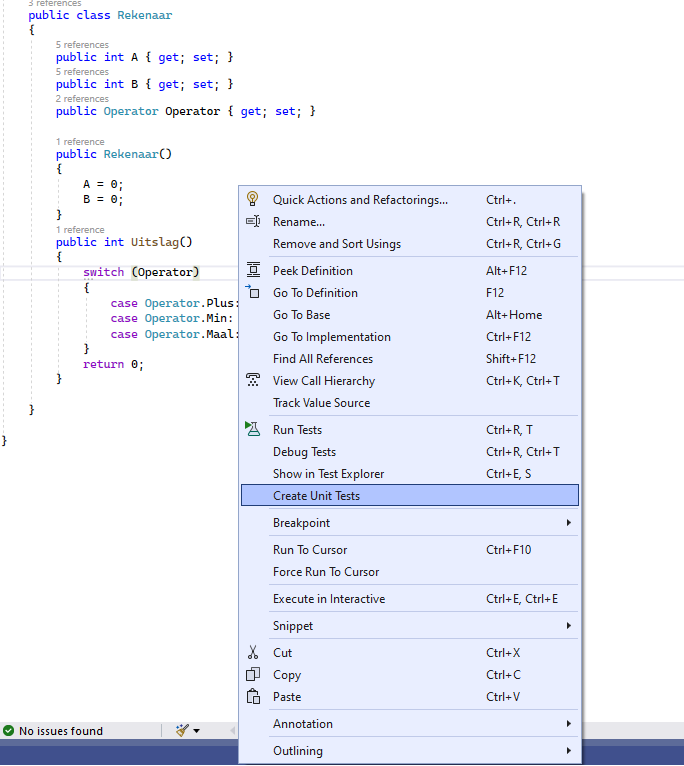 3 references
public class Rekenaar
{
5 references
public int A { get; set; }
5 references
public int B { get; set; }
2 references
public Operator Operator { get; set; }
1 reference
public Rekenaar()
{
A = 0;
B = 0;
}
1 reference
public int Uitslag()
{
switch (Operator)
{
case Operator.Plus:
case Operator.Min:
case Operator.Maal:
}
return 0;
}
}
}
Quick Actions and Refactorings... Ctrl+.
Rename... Ctrl+R, Ctrl+R
Remove and Sort Usings Ctrl+R, Ctrl+G
Peek Definition Alt+F12
Go To Definition F12
Go To Base Alt+Home
Go To Implementation Ctrl+F12
Find All References Shift+F12
View Call Hierarchy Ctrl+K, Ctrl+T
Track Value Source
Run Tests Ctrl+R, T
Debug Tests Ctrl+R, Ctrl+T
Show in Test Explorer Ctrl+E, S
Create Unit Tests
Breakpoint
Run To Cursor Ctrl+F10
Force Run To Cursor
Execute in Interactive Ctrl+E, Ctrl+E
Snippet
Cut Ctrl+X
Copy Ctrl+C
Paste Ctrl+V
Annotation
Outlining
No issues found